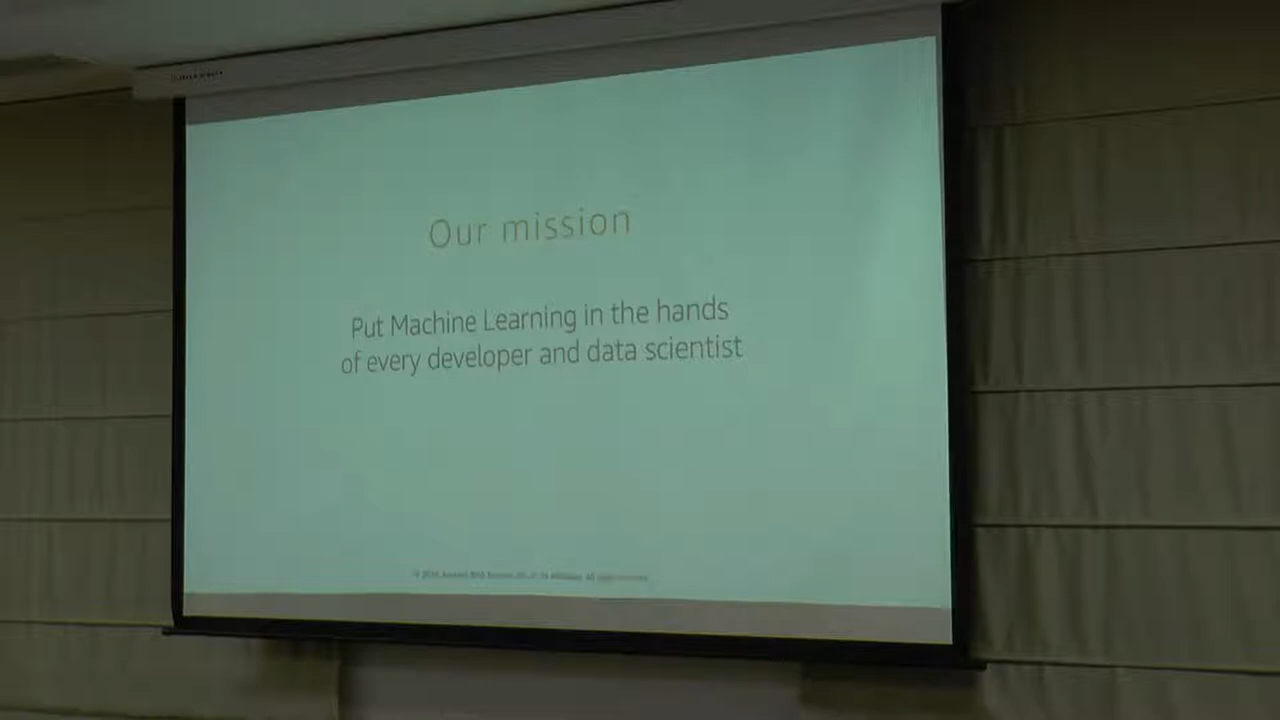 Our mission
Put Machine Learning in the hands
of every developer and data scientist